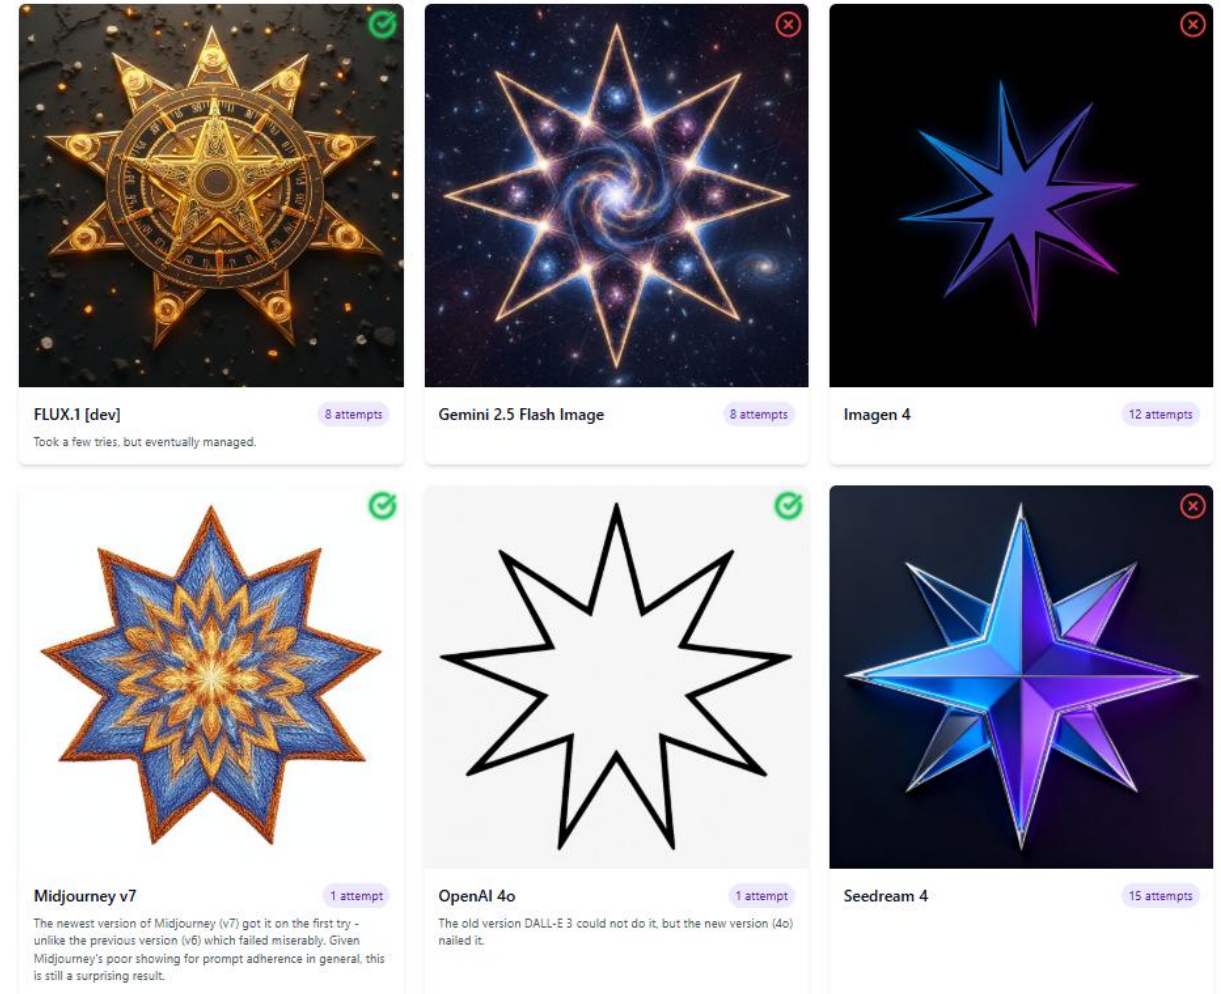 FLUX.1 [dev]
8 attempts
Took a few tries, but eventually managed.
Gemini 2.5 Flash Image
8 attempts
Imagen 4
12 attempts
Midjourney v7
1 attempt
The newest version of Midjourney (v7) got it on the first try -
unlike the previous version (v6) which failed miserably. Given
Midjourney's poor showing for prompt adherence in general, this
is still a surprising result.
OpenAI 4o
1 attempt
The old version DALL-E 3 could not do it, but the new version (4o)
nailed it.
Seedream 4
15 attempts